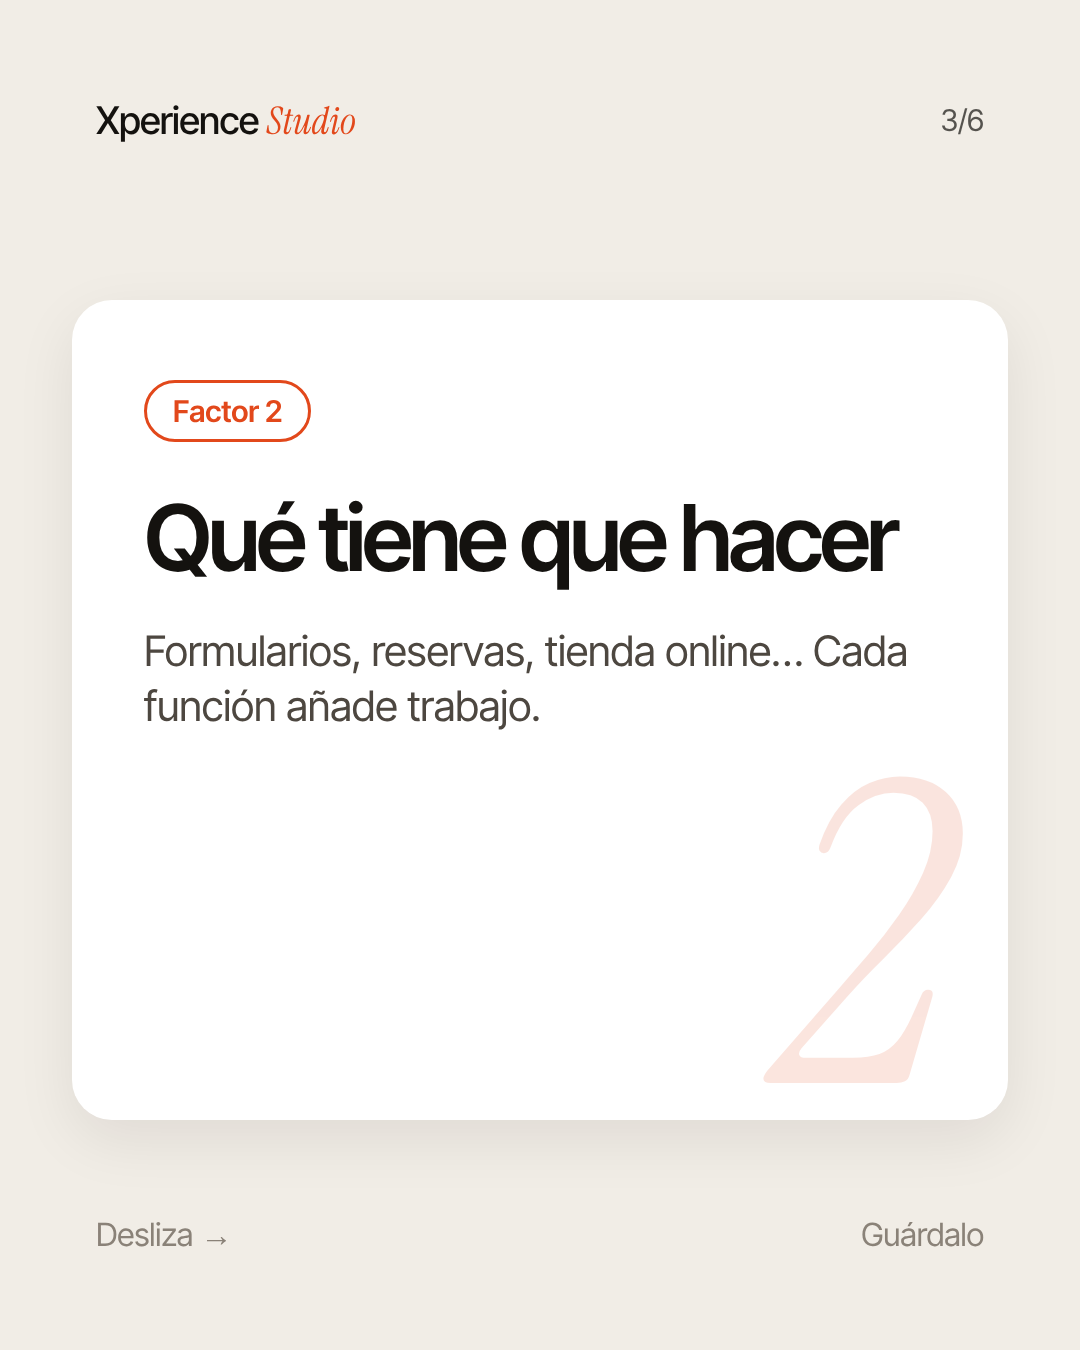 Xperience Studio
3/6
Factor 2
Qué tiene que hacer
Formularios, reservas, tienda online... Cada
función añade trabajo.
2
Desliza →
Guárdalo